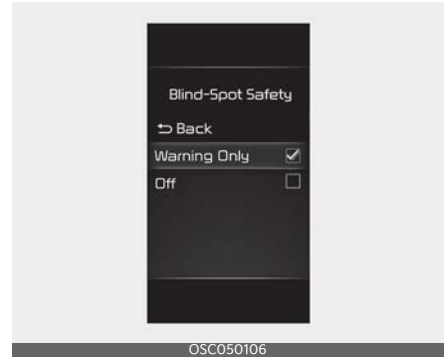 Blind-Spot Safety
⮌ Back
Warning Only
Off
OSC050106